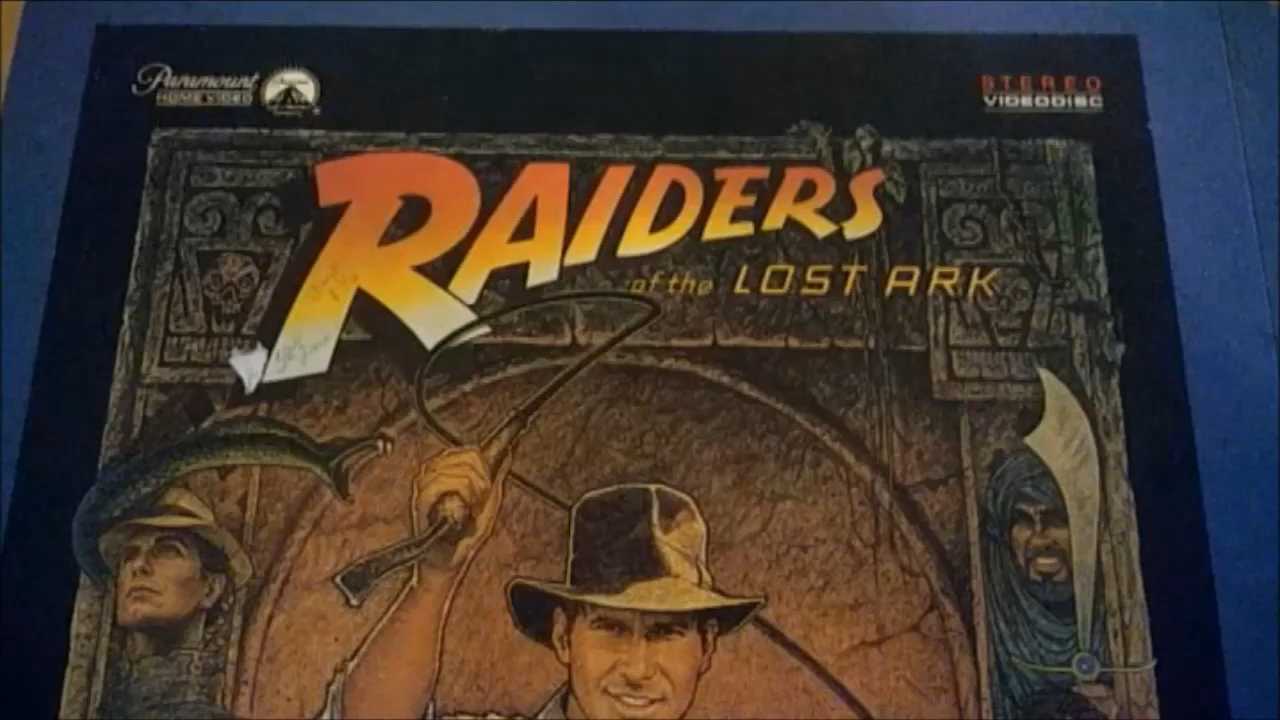 Paramount
HOME VIDEO
STEREO
VIDEODISC
RAIDERS
of the LOST ARK